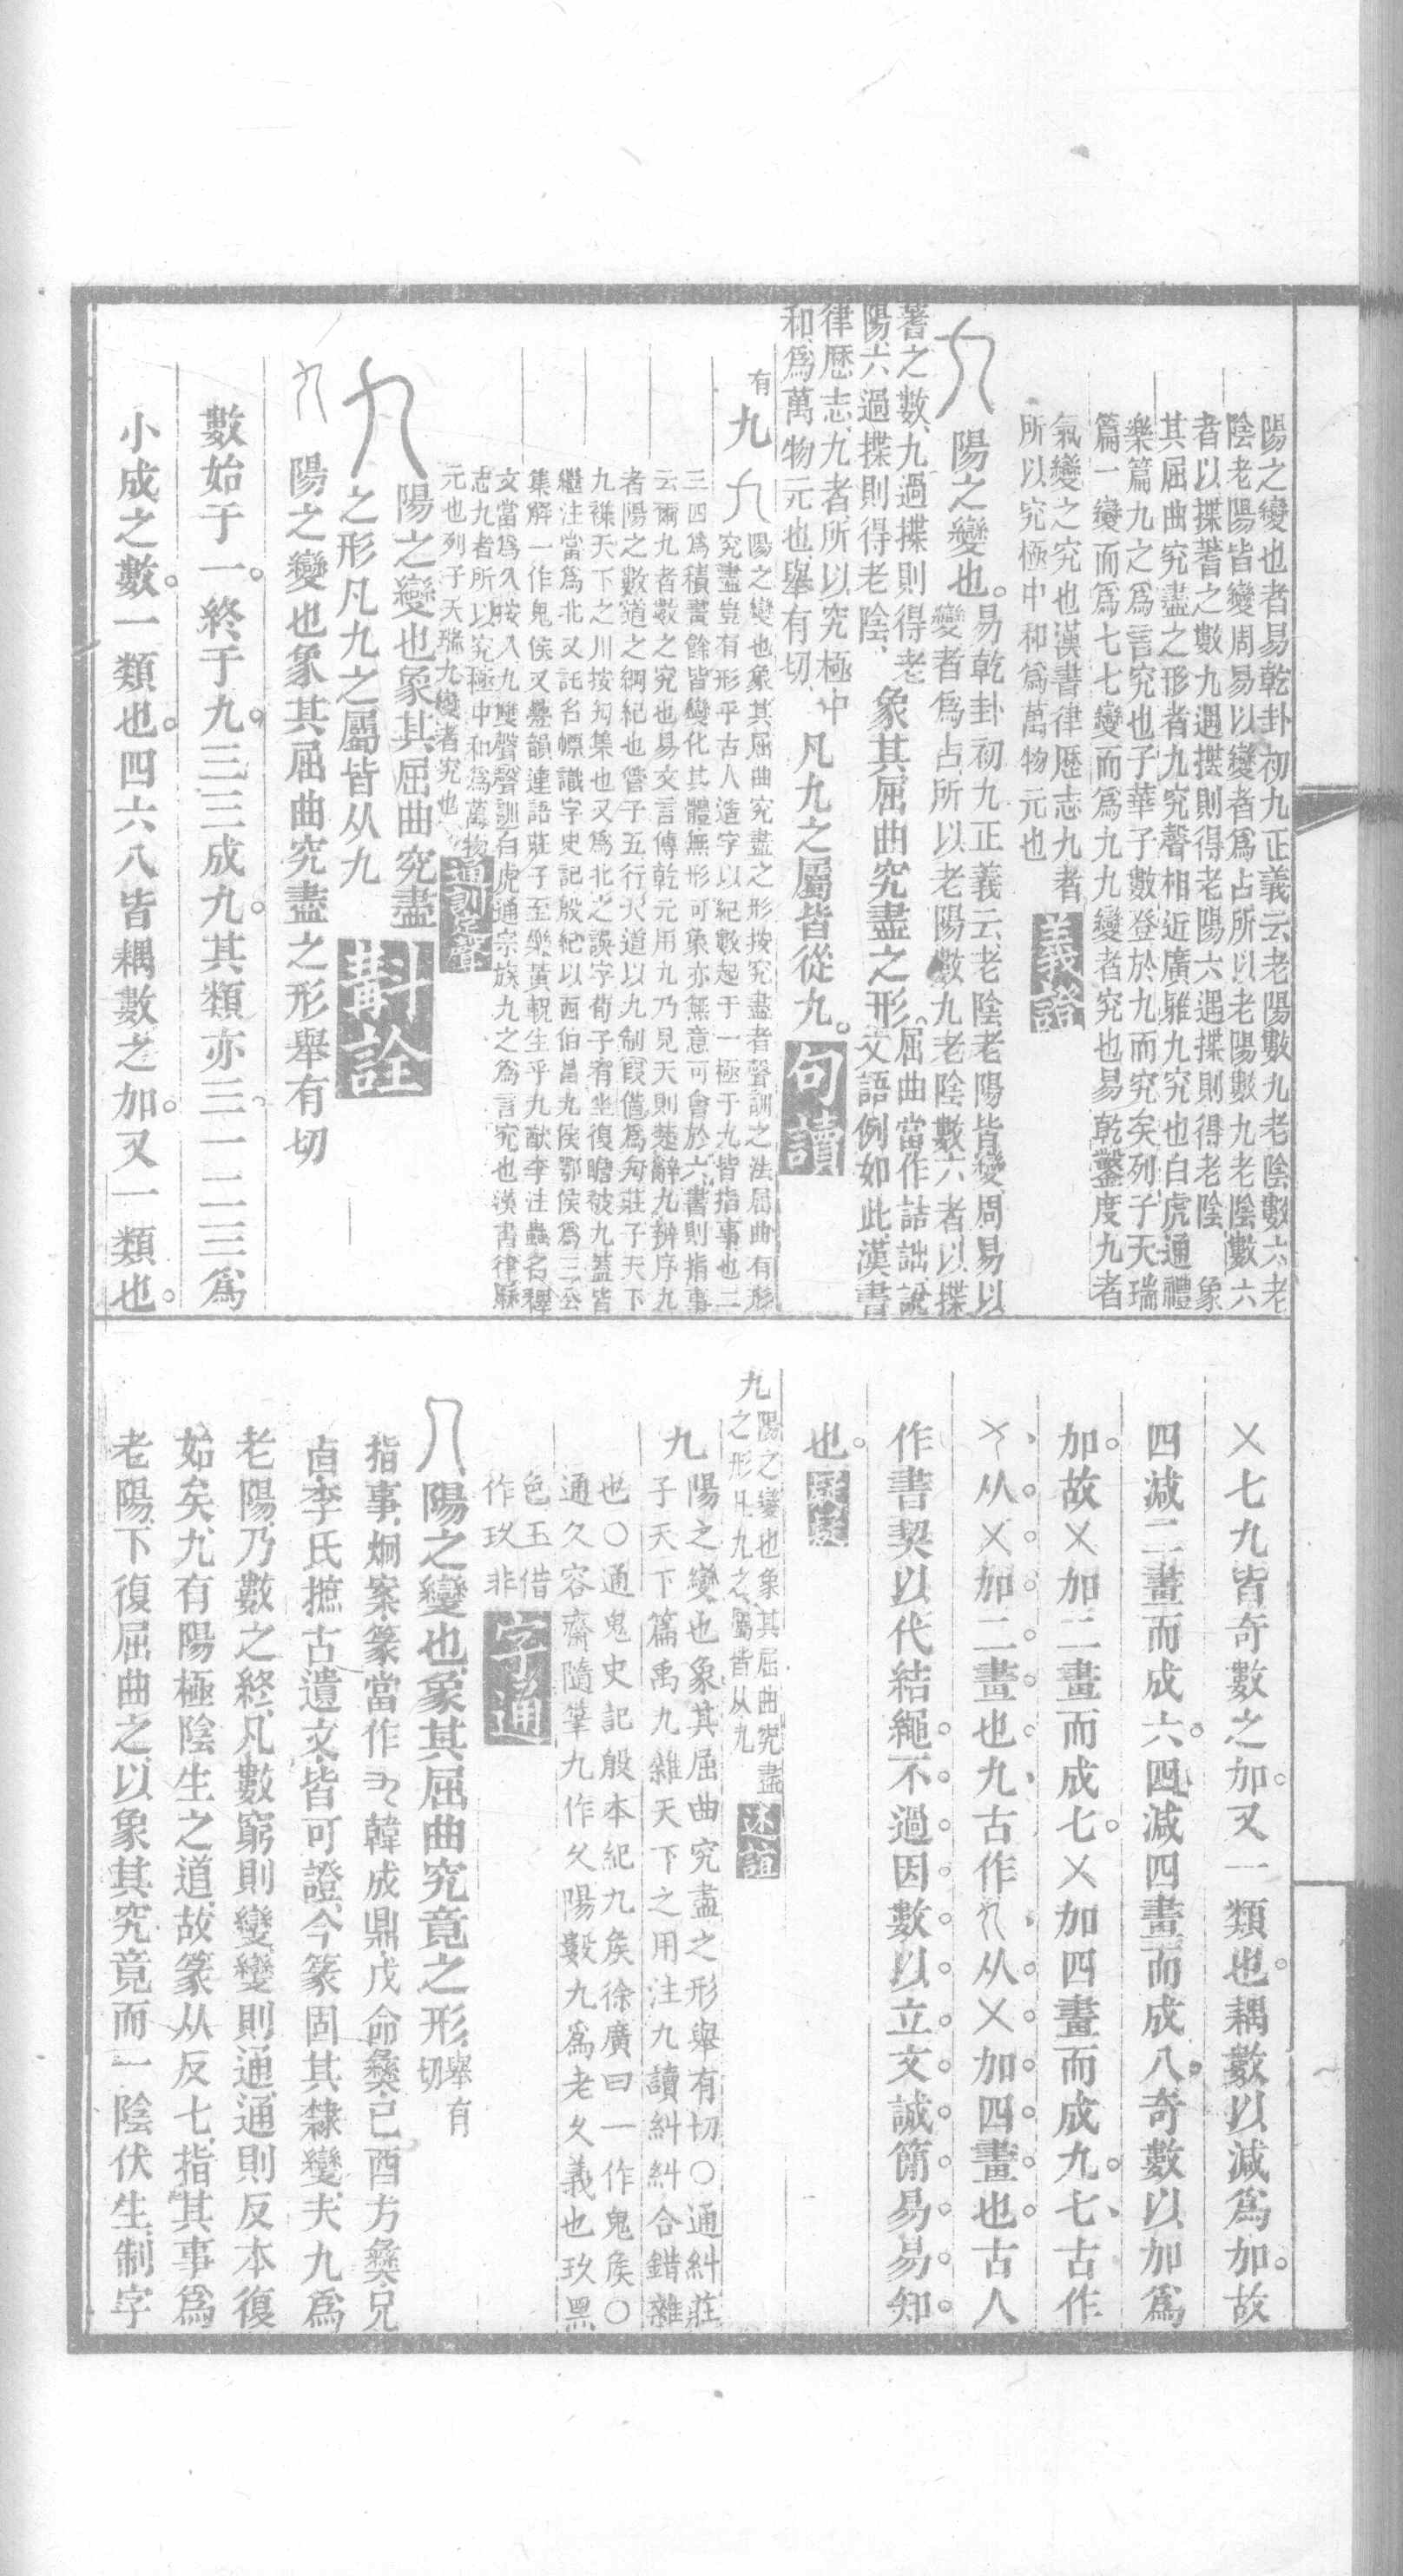 陽之變也者易乾卦初九正義云老陽數九老陰數六老
陰老陽皆變周易以變者爲占所以老陽數九老陰數六
者以揲蓍之數九過揲則得老陽六過揲則得老陰　象
其屈曲究盡之形者九究聲相近廣雅九究也白虎通禮
樂篇九之爲言究也子華子數登於九而究矣列子天瑞
篇一變而爲七七變而爲九九變者究也易乾鑿度九者
氣變之究也漢書律歷志九者
所以究極中和爲萬物元也
義證
九
陽之變也。
易乾卦初九正義云老陰老陽皆變周易以
變者爲占所以老陽數九老陰數六者以揲
蓍之數九過揲則得老
陽六過揲則得老陰
象其屈曲究盡之形。
屈曲當作詰詘說
文語例如此漢書
律歷志九者所以究極中
和爲萬物元也舉有切
凡九之屬皆從九。
句讀
有
九
九
陽之變也象其屈曲究盡之形按究盡者聲訓之法屈曲有形
究盡豈有形乎古人造字以紀數起于一極于九皆指事也二
三四爲積畫餘皆變化其體無形可象亦無意可會於六書則指事
云爾九者數之究也易文言傳乾元用九乃見天則楚辭九辨序九
者陽之數道之綱紀也管子五行天道以九制叚借爲勼莊子天下
九襍天下之川按勼集也又爲北之誤字荀子宥坐復瞻被九蓋皆
繼注當爲北又託名幖識字史記殷紀以西伯昌九侯鄂侯爲三公
集解一作鬼侯又疊韻連語莊子至樂黃軦生乎九猷李注蟲名釋
文當爲久按八九雙聲聲訓白虎通宗族九之爲言究也漢書律厤
志九者所以究極中和爲萬物
元也列子天瑞九變者究也
通訓定聲
九
陽之變也象其屈曲究盡
之形凡九之屬皆从九
斠詮
九
陽之變也象其屈曲究盡之形舉有切
數始于一。終于九。三三成九。其類亦三。一二三爲
小成之數。一類也。四六八皆耦數之加。又一類也。
㐅七九皆奇數之加。又一類也。耦數以減爲加。故
四減二畫而成六。四減四畫而成八。奇數以加爲
加。故㐅加二畫而成七。㐅加四畫而成九。七古作
从㐅加二畫也九古作
从㐅加四畫也。古人
作書契以代結繩。不過因數以立文。誠簡易易知
也。
九
陽之變也象其屈曲究盡
之形凡九之屬皆从九
述誼
九
陽之變也象其屈曲究盡之形舉有切〇通糾莊
子天下篇禹九雜天下之用注九讀糾糾合錯雜
也〇通鬼史記殷本紀九矦徐廣曰一作鬼矦〇
通久容齋隨筆九作久陽數九爲老久義也玖黑
色玉借
作玖非
字通
陽之變也象其屈曲究竟之形
舉有
切
指事炯案篆當作
韓成鼎戊命彝己酉方彝兄
卣李氏摭古遺文皆可證今篆固其隸變夫九爲
老陽乃數之終凡數窮則變變則通通則反本復
始矣九有陽極陰生之道故篆从反七指其事爲
老陽下復屈曲之以象其究竟而一陰伏生制字